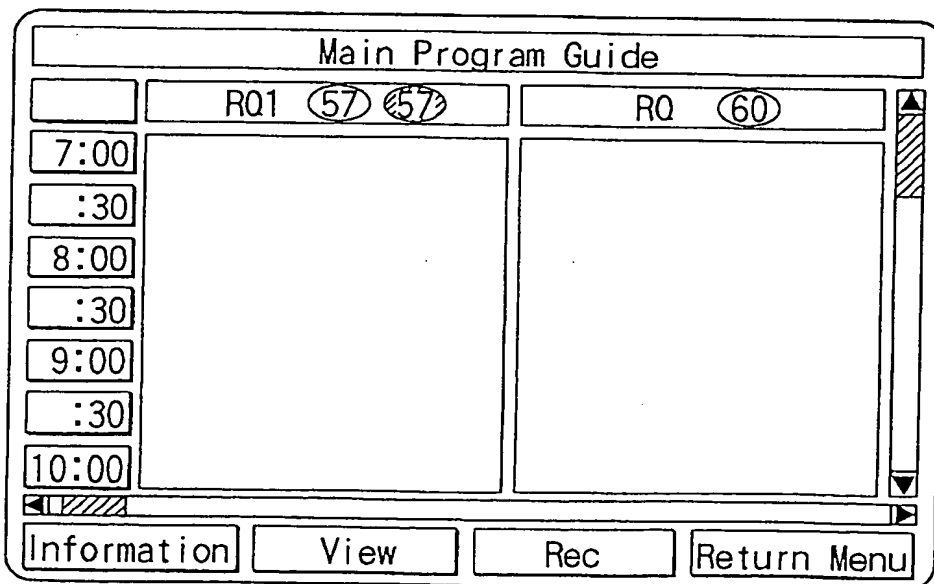 Main Program Guide
RQ1 57 57 RQ 60
7:00
:30
8:00
:30
9:00
:30
10:00
Information View Rec Return Menu